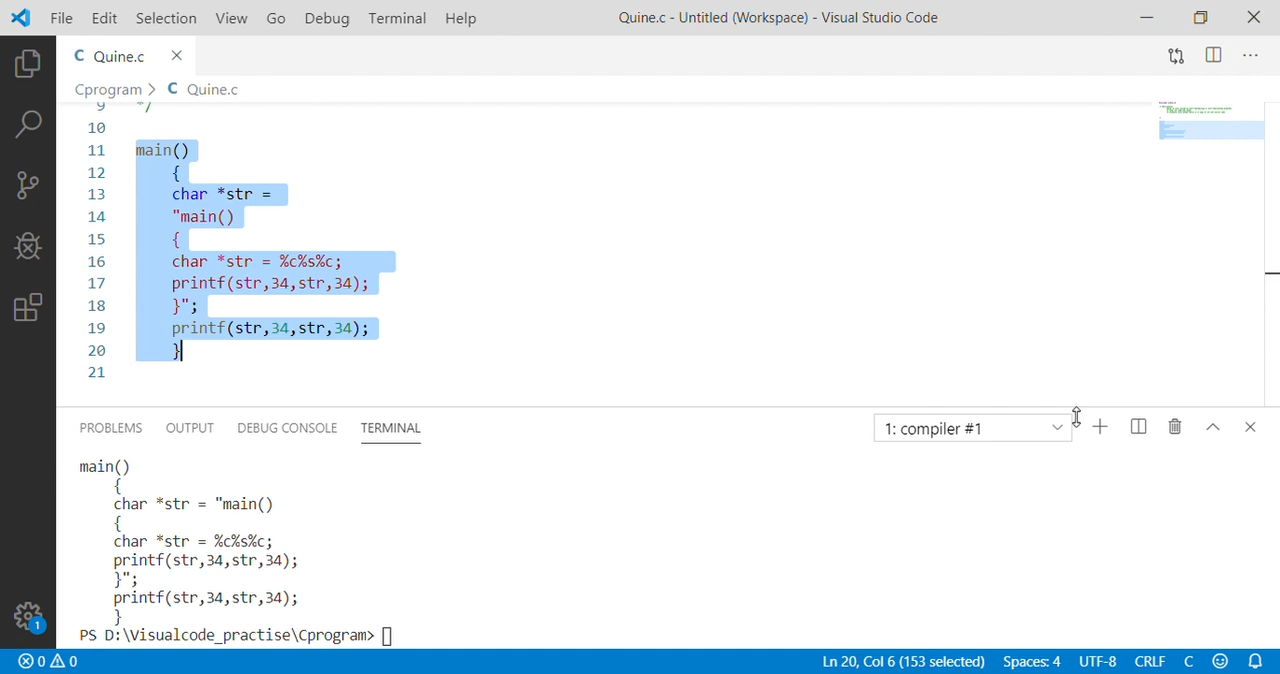 File Edit Selection View Go Debug Terminal Help
Quine.c - Untitled (Workspace) - Visual Studio Code
C Quine.c
Cprogram > C Quine.c
9 */
10
11 main()
12 {
13 char *str =
14 "main()
15 {
16 char *str = %c%s%c;
17 printf(str,34,str,34);
18 }";
19 printf(str,34,str,34);
20 }
21
PROBLEMS OUTPUT DEBUG CONSOLE TERMINAL
1: compiler #1
main()
{
char *str = "main()
{
char *str = %c%s%c;
printf(str,34,str,34);
}";
printf(str,34,str,34);
}
PS D:\Visualcode_practise\Cprogram>
1
0 0
Ln 20, Col 6 (153 selected) Spaces: 4 UTF-8 CRLF C